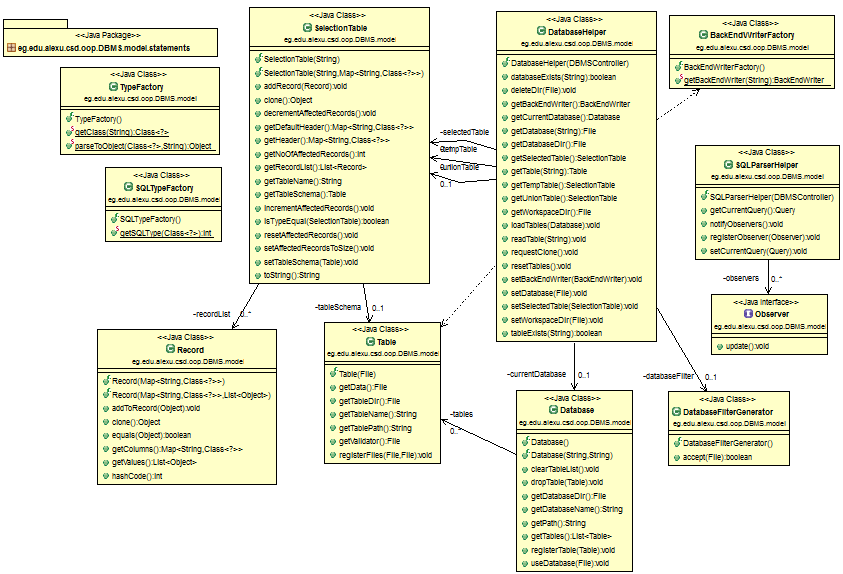 <<Java Package>>
eg.edu.alexu.csd.oop.DBMS.model.statements
<<Java Class>>
TypeFactory
eg.edu.alexu.csd.oop.DBMS.model
TypeFactory()
getClass(String):Class<?>
parseToObject(Class<?>,String):Object
<<Java Class>>
SQLTypeFactory
eg.edu.alexu.csd.oop.DBMS.model
SQLTypeFactory()
getSQLType(Class<?>):int
<<Java Class>>
SelectionTable
eg.edu.alexu.csd.oop.DBMS.model
SelectionTable(String)
SelectionTable(String,Map<String,Class<?>>)
addRecord(Record):void
clone():Object
decrementAffectedRecords():void
getDefaultHeader():Map<String,Class<?>>
getHeader():Map<String,Class<?>>
getNoOfAffectedRecords():int
getRecordList():List<Record>
getTableName():String
getTableSchema():Table
incrementAffectedRecords():void
isTypeEqual(SelectionTable):boolean
resetAffectedRecords():void
setAffectedRecordsToSize():void
setTableSchema(Table):void
toString():String
-selectedTable
-tempTable
-unionTable
0..1
<<Java Class>>
DatabaseHelper
eg.edu.alexu.csd.oop.DBMS.model
DatabaseHelper(DBMSController)
databaseExists(String):boolean
deleteDir(File):void
getBackEndWriter():BackEndWriter
getCurrentDatabase():Database
getDatabase(String):File
getDatabaseDir():File
getSelectedTable():SelectionTable
getTable(String):Table
getTempTable():SelectionTable
getUnionTable():SelectionTable
getWorkspaceDir():File
loadTables(Database):void
readTable(String):void
requestClone():void
resetTables():void
setBackEndWriter(BackEndWriter):void
setDatabase(File):void
setSelectedTable(SelectionTable):void
setWorkspaceDir(File):void
tableExists(String):boolean
<<Java Class>>
BackEndWriterFactory
eg.edu.alexu.csd.oop.DBMS.model
BackEndWriterFactory()
getBackEndWriter(String):BackEndWriter
<<Java Class>>
SQLParserHelper
eg.edu.alexu.csd.oop.DBMS.model
SQLParserHelper(DBMSController)
getCurrentQuery():Query
notifyObservers():void
registerObserver(Observer):void
setCurrentQuery(Query):void
-observers
0..*
<<Java Interface>>
Observer
eg.edu.alexu.csd.oop.DBMS.model
update():void
-recordList
0..*
-tableSchema
0..1
<<Java Class>>
Record
eg.edu.alexu.csd.oop.DBMS.model
Record(Map<String,Class<?>>)
Record(Map<String,Class<?>>,List<Object>)
addToRecord(Object):void
clone():Object
equals(Object):boolean
getColumns():Map<String,Class<?>>
getValues():List<Object>
hashCode():int
<<Java Class>>
Table
eg.edu.alexu.csd.oop.DBMS.model
Table(File)
getData():File
getTableDir():File
getTableName():String
getTablePath():String
getValidator():File
registerFiles(File,File):void
-tables
0..*
-currentDatabase
0..1
-databaseFilter
0..1
<<Java Class>>
Database
eg.edu.alexu.csd.oop.DBMS.model
Database()
Database(String,String)
clearTableList():void
dropTable(Table):void
getDatabaseDir():File
getDatabaseName():String
getPath():String
getTables():List<Table>
registerTable(Table):void
useDatabase(File):void
<<Java Class>>
DatabaseFilterGenerator
eg.edu.alexu.csd.oop.DBMS.model
DatabaseFilterGenerator()
accept(File):boolean